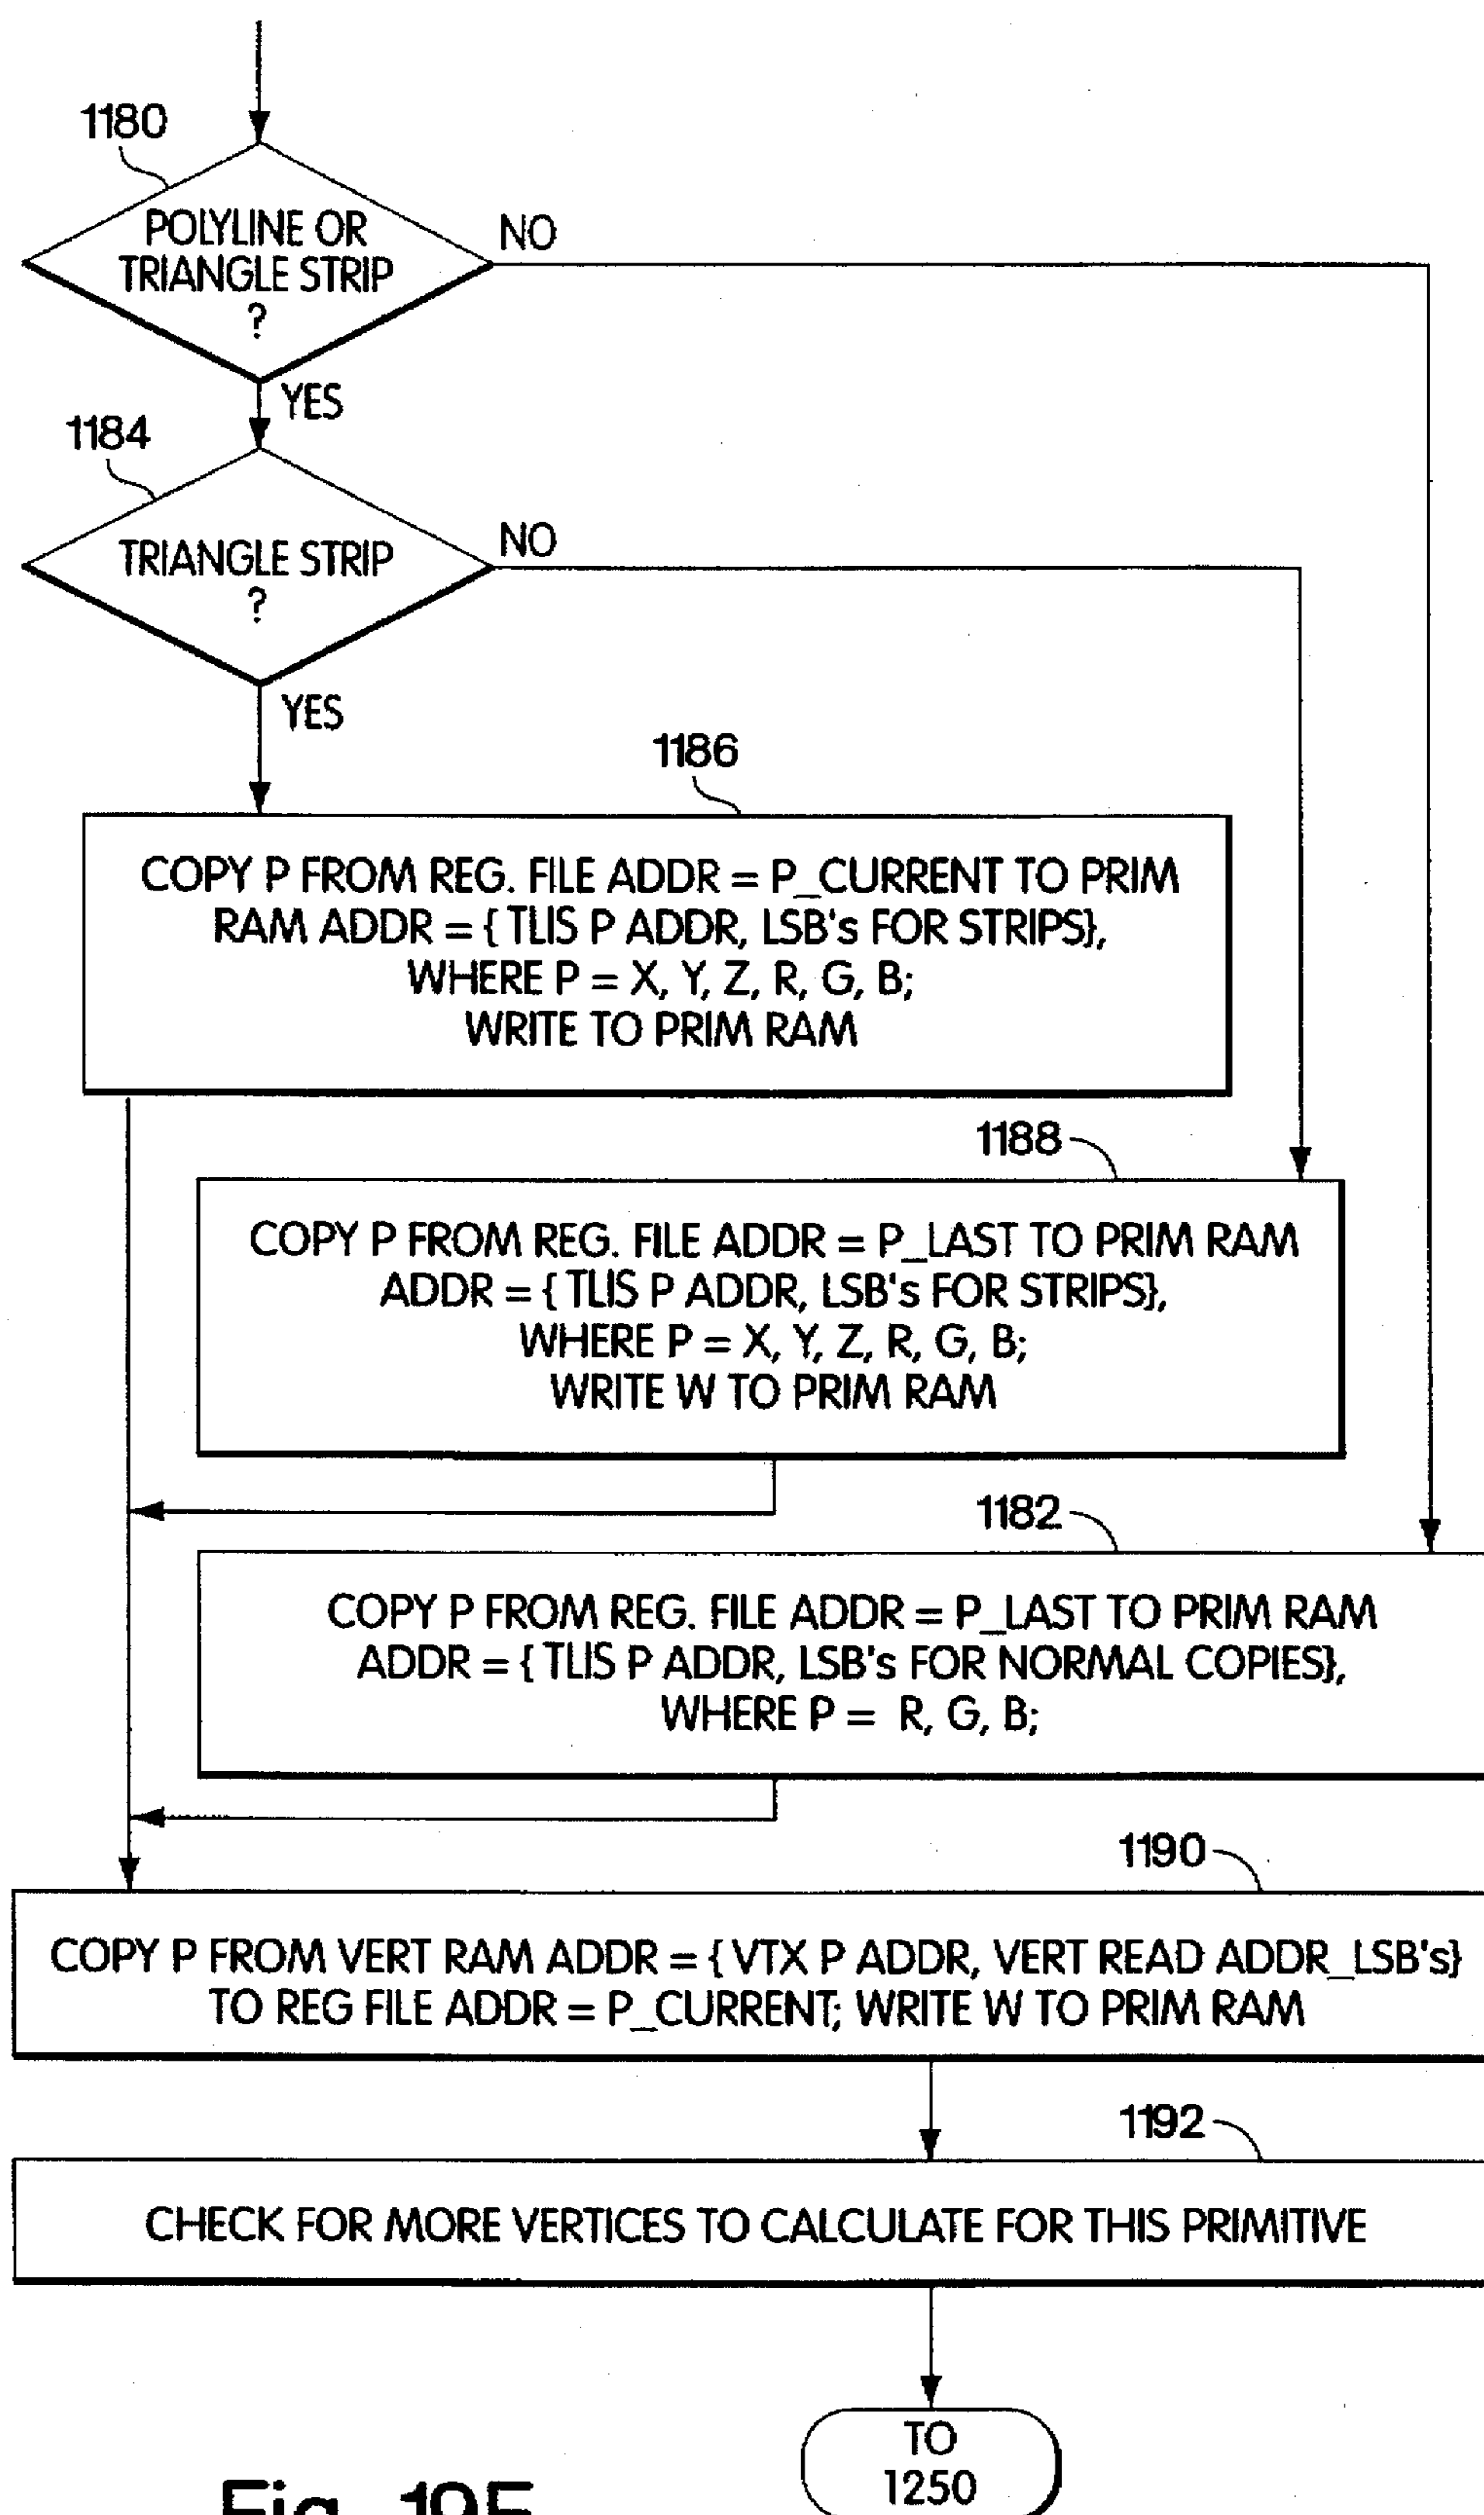 1180
POLYLINE OR
TRIANGLE STRIP
?
NO
YES
1184
TRIANGLE STRIP
?
NO
YES
1186
COPY P FROM REG. FILE ADDR = P_CURRENT TO PRIM
RAM ADDR = { TLIS P ADDR, LSB's FOR STRIPS},
WHERE P = X, Y, Z, R, G, B;
WRITE TO PRIM RAM
1188
COPY P FROM REG. FILE ADDR = P_LAST TO PRIM RAM
ADDR = { TLIS P ADDR, LSB's FOR STRIPS},
WHERE P = X, Y, Z, R, G, B;
WRITE W TO PRIM RAM
1182
COPY P FROM REG. FILE ADDR = P_LAST TO PRIM RAM
ADDR = { TLIS P ADDR, LSB's FOR NORMAL COPIES},
WHERE P = R, G, B;
1190
COPY P FROM VERT RAM ADDR = { VTX P ADDR, VERT READ ADDR_LSB's}
TO REG FILE ADDR = P_CURRENT; WRITE W TO PRIM RAM
1192
CHECK FOR MORE VERTICES TO CALCULATE FOR THIS PRIMITIVE
TO
1250
Fig.